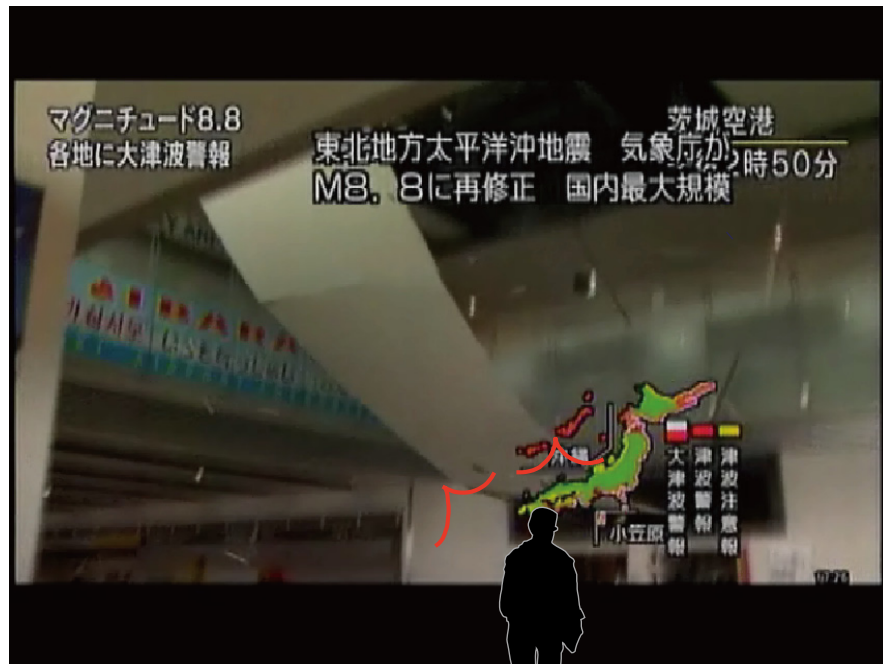 マグニチュード8.8
各地に大津波警報
東北地方太平洋沖地震 気象庁が
M8．8に再修正 国内最大規模
茨城空港
2時50分
IBARA
沖縄
小笠原
大津波警報
津波警報
津波注意報